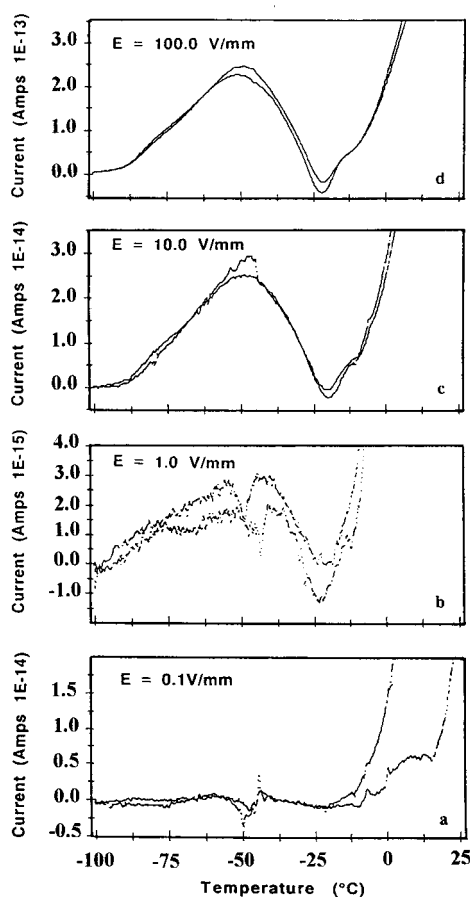 Current (Amps 1E-13)
3.0
2.0
1.0
0.0
E = 100.0 V/mm
d
Current (Amps 1E-14)
3.0
2.0
1.0
0.0
E = 10.0 V/mm
c
Current (Amps 1E-15)
4.0
3.0
2.0
1.0
0.0
-1.0
E = 1.0 V/mm
b
Current (Amps 1E-14)
1.5
1.0
0.5
0.0
-0.5
E = 0.1V/mm
a
-100 -75 -50 -25 0 25
Temperature (°C)